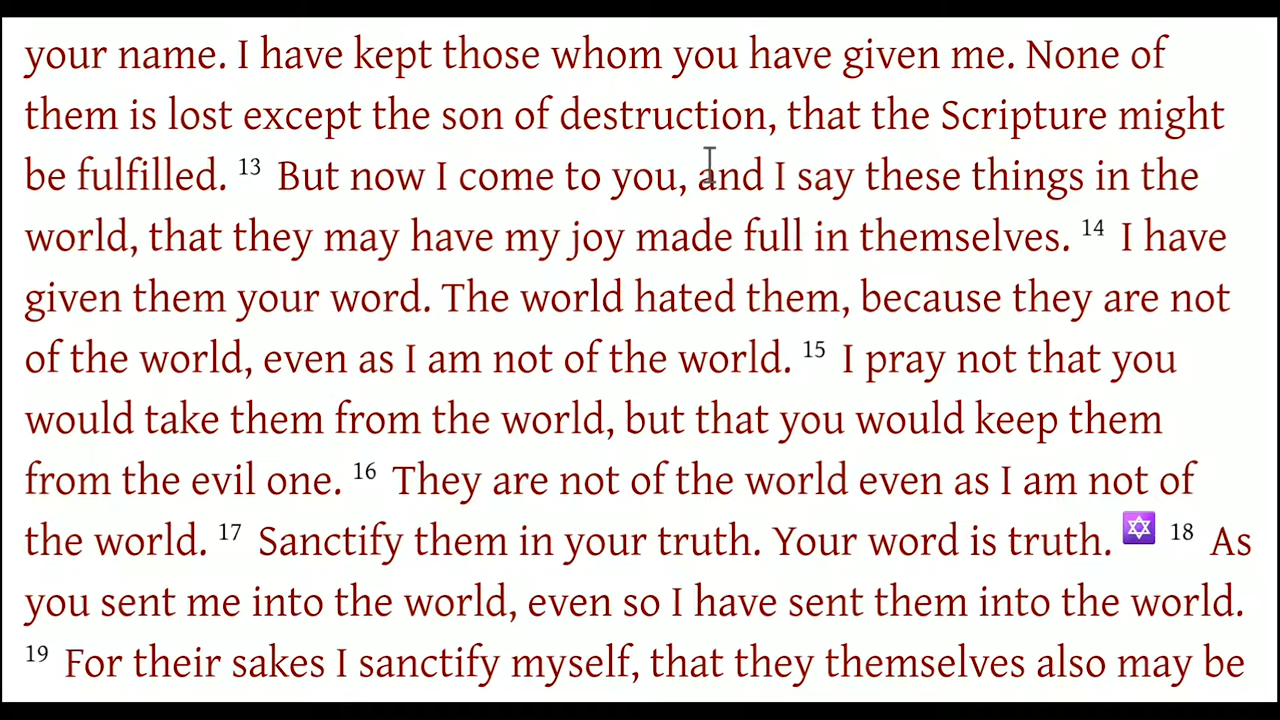 your name. I have kept those whom you have given me. None of
them is lost except the son of destruction, that the Scripture might
be fulfilled. 13 But now I come to you, and I say these things in the
world, that they may have my joy made full in themselves. 14 I have
given them your word. The world hated them, because they are not
of the world, even as I am not of the world. 15 I pray not that you
would take them from the world, but that you would keep them
from the evil one. 16 They are not of the world even as I am not of
the world. 17 Sanctify them in your truth. Your word is truth. 🔯 18 As
you sent me into the world, even so I have sent them into the world.
19 For their sakes I sanctify myself, that they themselves also may be